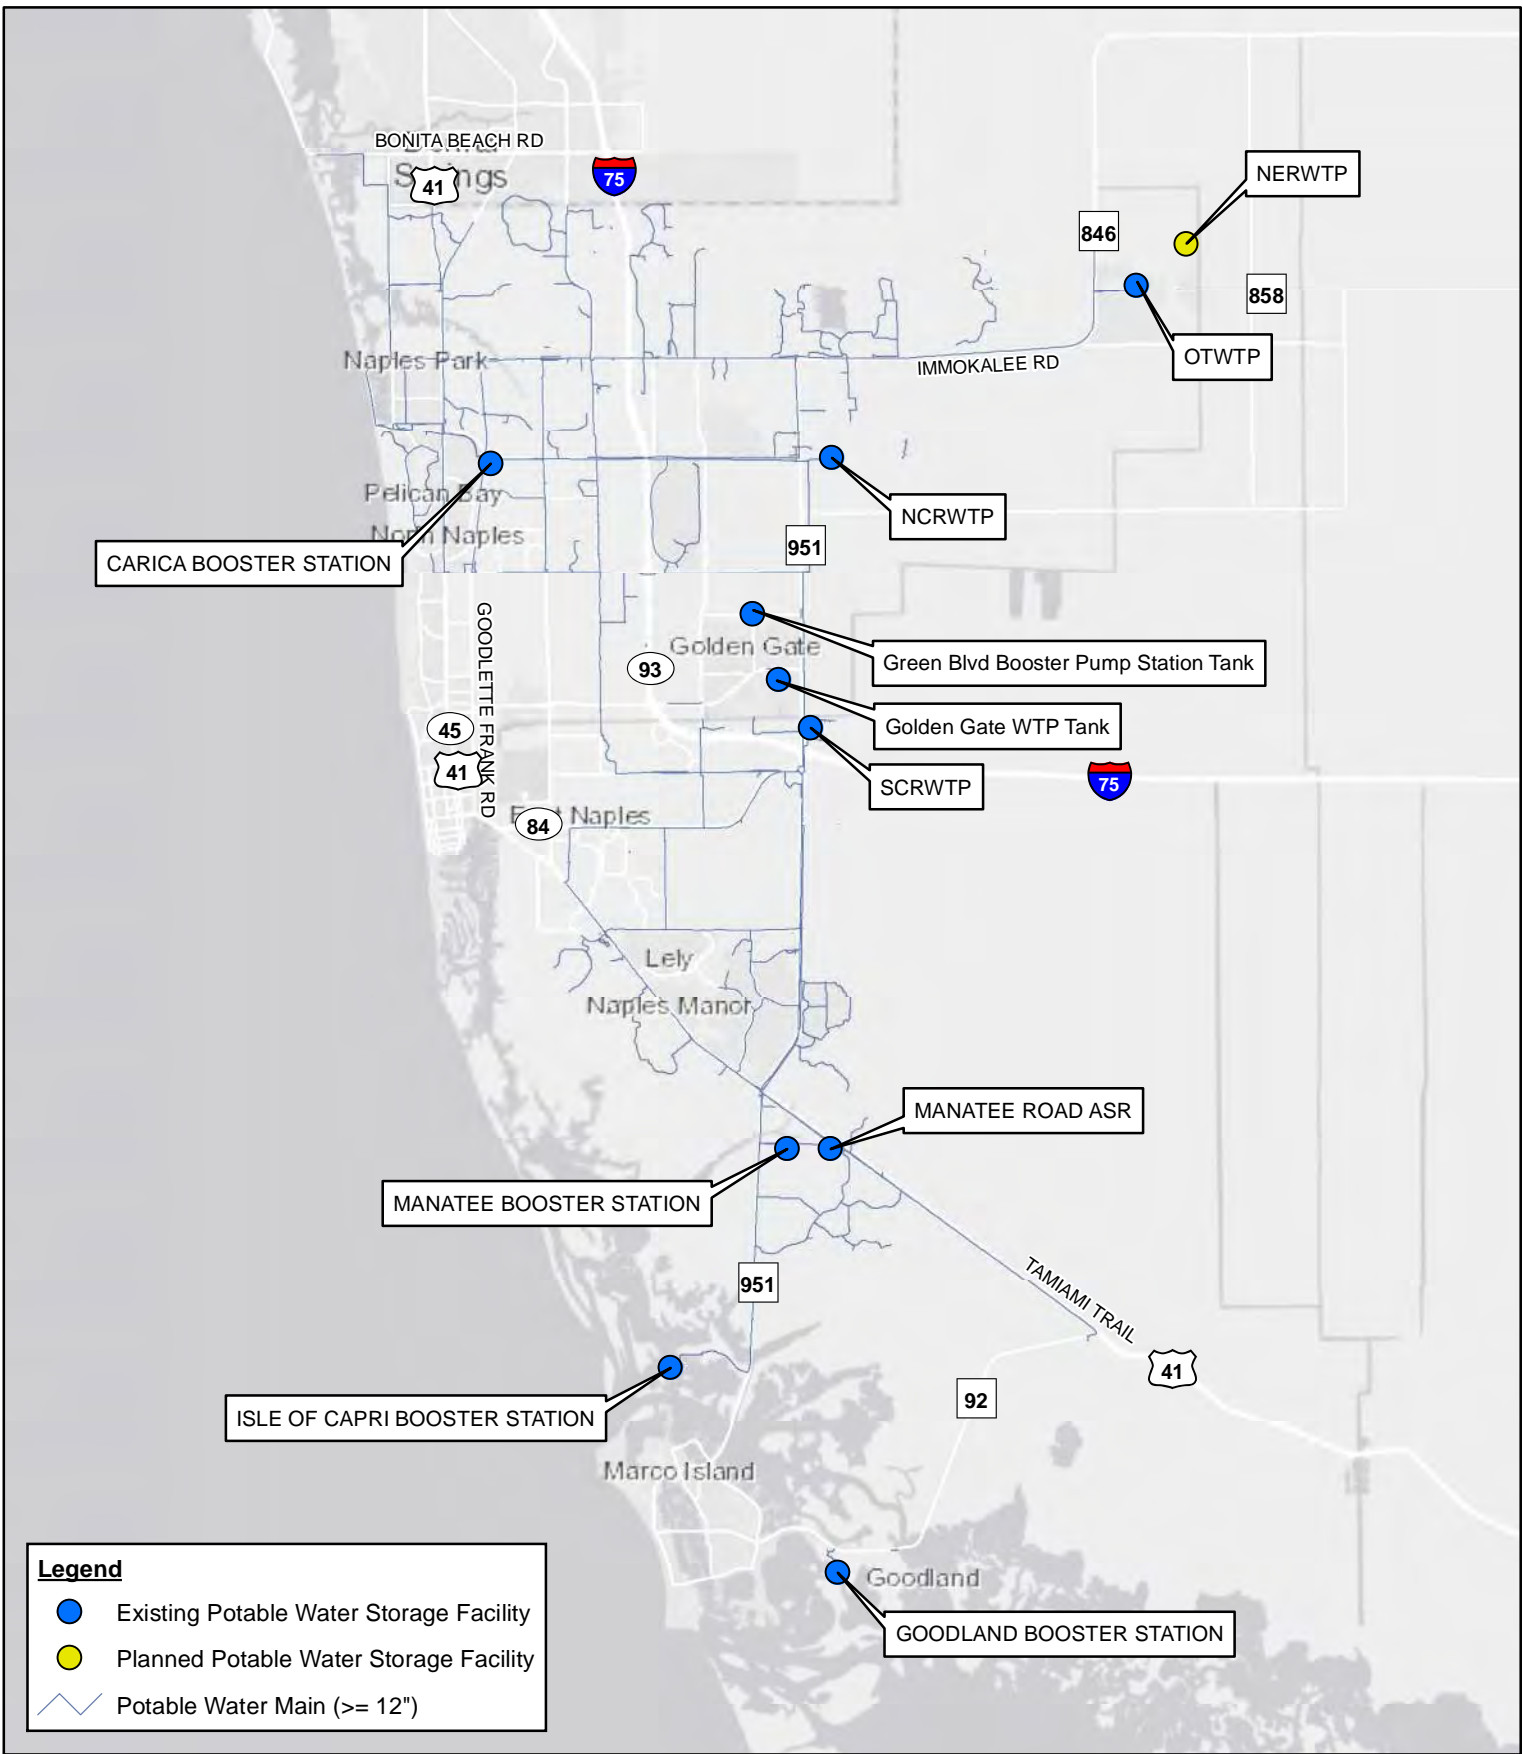 BONITA BEACH RD
Bonita
Springs
41
75
NERWTP
846
858
OTWTP
Naples Park
IMMOKALEE RD
Pelican Bay
NCRWTP
North Naples
951
CARICA BOOSTER STATION
GOODLETTE FRANK RD
Golden Gate
Green Blvd Booster Pump Station Tank
93
Golden Gate WTP Tank
45
41
SCRWTP
75
East Naples
84
Lely
Naples Manor
MANATEE ROAD ASR
MANATEE BOOSTER STATION
951
TAMIAMI TRAIL
41
92
ISLE OF CAPRI BOOSTER STATION
Marco Island
Goodland
GOODLAND BOOSTER STATION
Legend
Existing Potable Water Storage Facility
Planned Potable Water Storage Facility
Potable Water Main (>= 12")